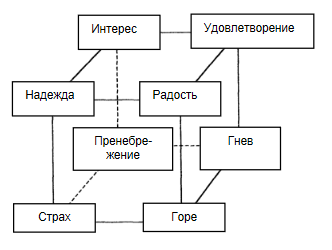 Интерес
Удовлетворение
Надежда
Радость
Пренебре-
жение
Гнев
Страх
Горе